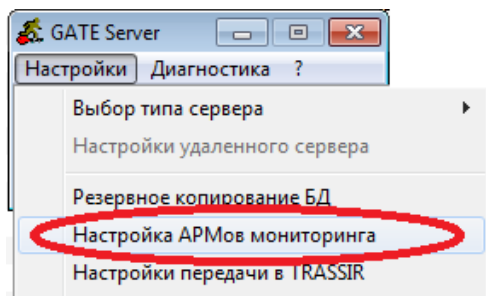 GATE Server
Настройки Диагностика ?
Выбор типа сервера
Настройки удаленного сервера
Резервное копирование БД
Настройка АРМов мониторинга
Настройки передачи в TRASSIR